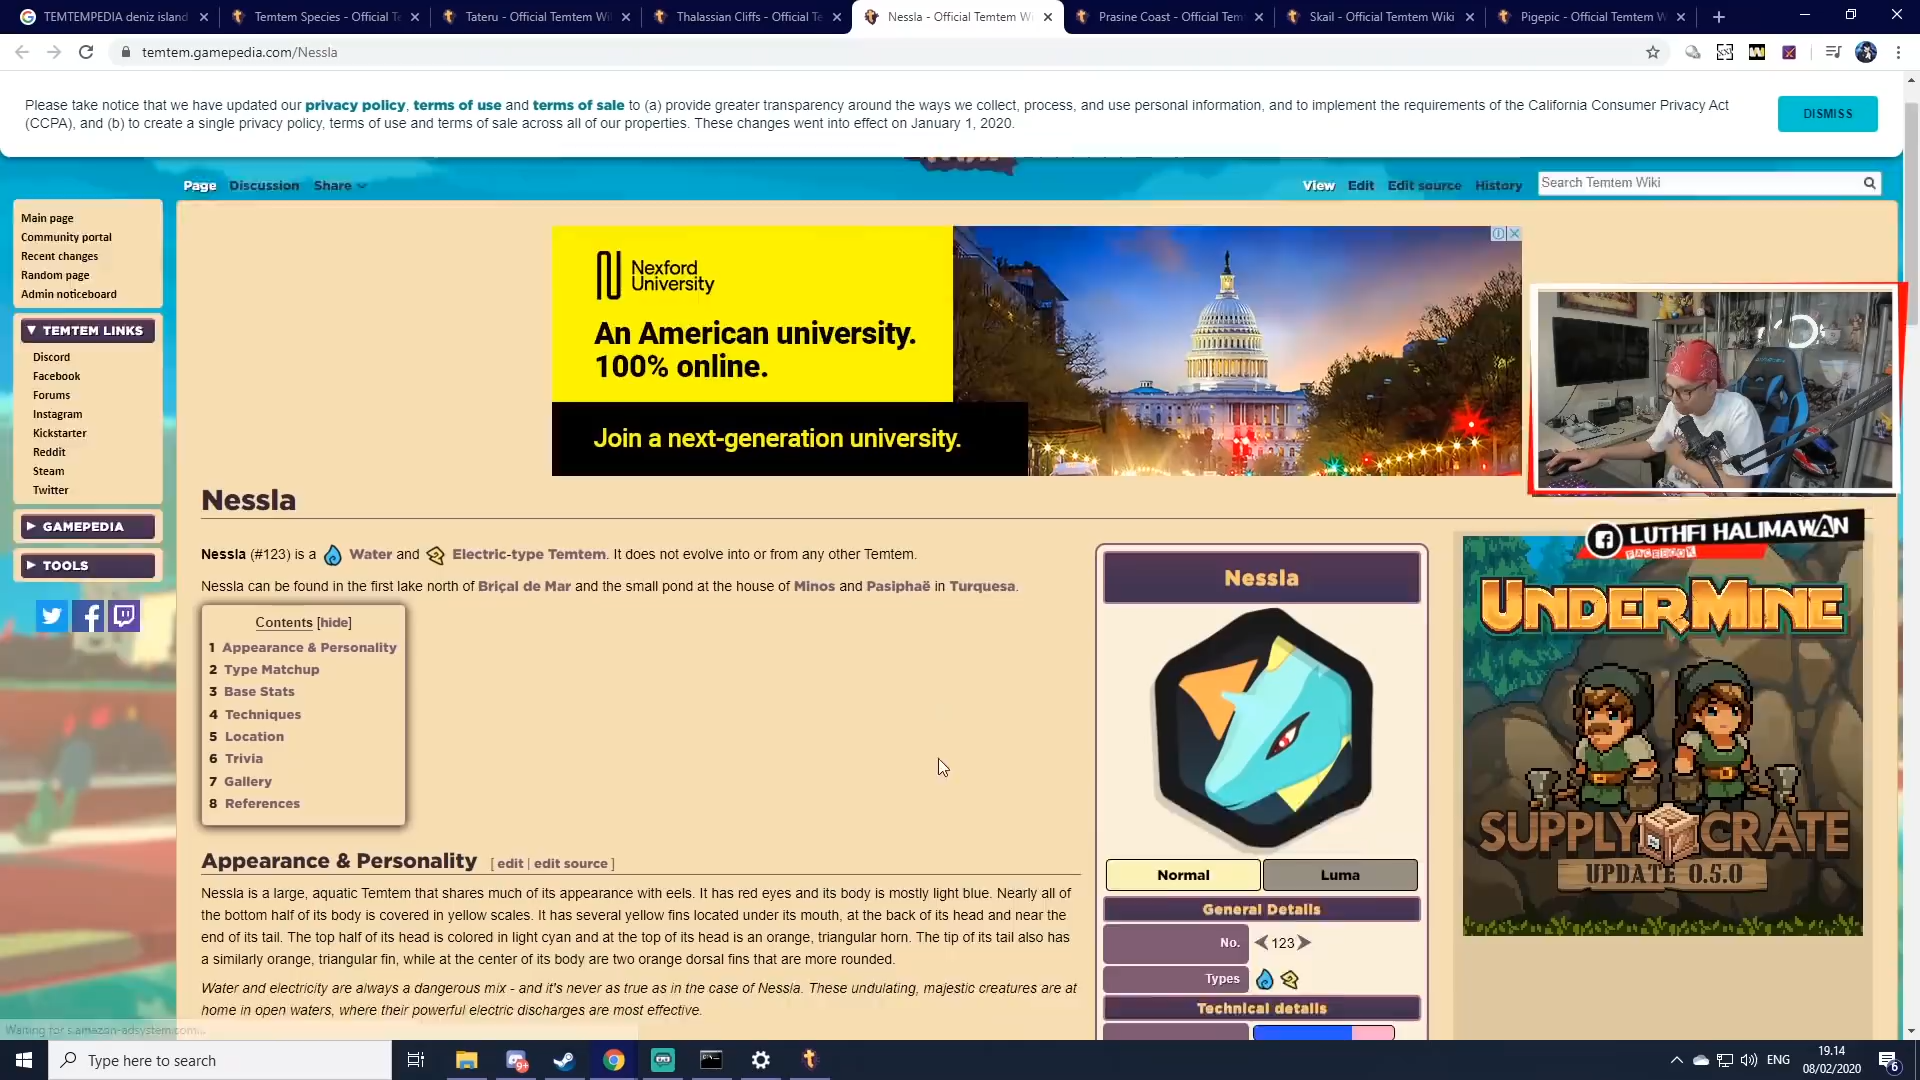 TEMTEMPEDIA deniz island
Temtem Species - Official Te
Tateru - Official Temtem Wi
Thalassian Cliffs - Official Te
Nessla - Official Temtem W
Prasine Coast - Official Tem
Skail - Official Temtem Wiki
Pigepic - Official Temtem W
temtem.gamepedia.com/Nessla
Please take notice that we have updated our privacy policy, terms of use and terms of sale to (a) provide greater transparency around the ways we collect, process, and use personal information, and to implement the requirements of the California Consumer Privacy Act
(CCPA), and (b) to create a single privacy policy, terms of use and terms of sale across all of our properties. These changes went into effect on January 1, 2020.
DISMISS
Page Discussion Share
View Edit Edit source History
Search Temtem Wiki
Main page
Community portal
Recent changes
Random page
Admin noticeboard
TEMTEM LINKS
Discord
Facebook
Forums
Instagram
Kickstarter
Reddit
Steam
Twitter
GAMEPEDIA
TOOLS
Nexford
University
An American university.
100% online.
Join a next-generation university.
LUTHFI HALIMAWAN
FACEBOOK
Nessla
Nessla (#123) is a Water and Electric-type Temtem. It does not evolve into or from any other Temtem.
Nessla can be found in the first lake north of Briçal de Mar and the small pond at the house of Minos and Pasiphaë in Turquesa.
Contents [hide]
1 Appearance & Personality
2 Type Matchup
3 Base Stats
4 Techniques
5 Location
6 Trivia
7 Gallery
8 References
Appearance & Personality [ edit | edit source ]
Nessla is a large, aquatic Temtem that shares much of its appearance with eels. It has red eyes and its body is mostly light blue. Nearly all of
the bottom half of its body is covered in yellow scales. It has several yellow fins located under its mouth, at the back of its head and near the
end of its tail. The top half of its head is colored in light cyan and at the top of its head is an orange, triangular horn. The tip of its tail also has
a similarly orange, triangular fin, while at the center of its body are two orange dorsal fins that are more rounded.
Water and electricity are always a dangerous mix - and it's never as true as in the case of Nessla. These undulating, majestic creatures are at
home in open waters, where their powerful electric discharges are most effective.
Nessla
Normal
Luma
General Details
No. 123
Types
Technical details
UNDERMINE
SUPPLY CRATE
UPDATE 0.5.0
Waiting for s.amazon-adsystem.com...
Type here to search
9+
ENG
19.14
08/02/2020
6